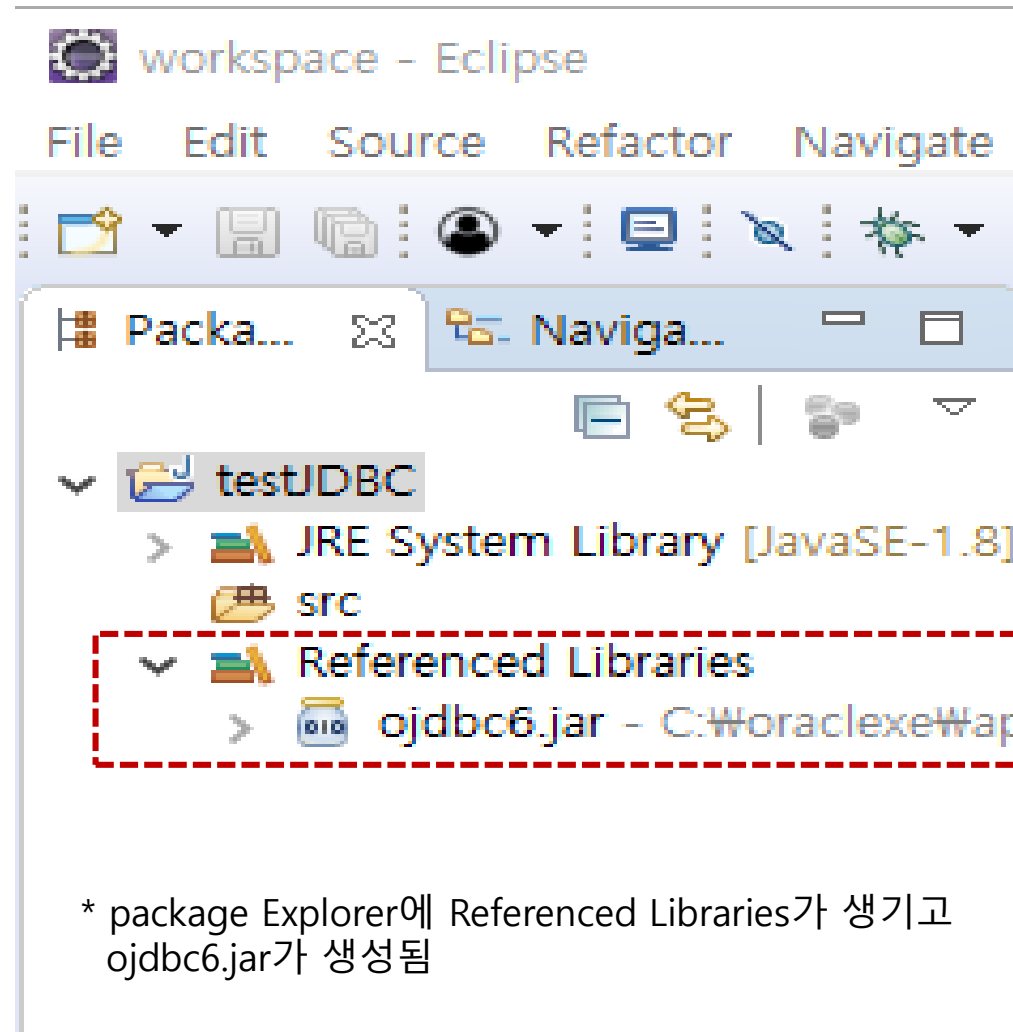 workspace - Eclipse
File Edit Source Refactor Navigate
Packa... Naviga...
testJDBC
JRE System Library [JavaSE-1.8]
src
Referenced Libraries
010 ojdbc6.jar - C:₩oraclexe₩ap
* package Explorer에 Referenced Libraries가 생기고
ojdbc6.jar가 생성됨